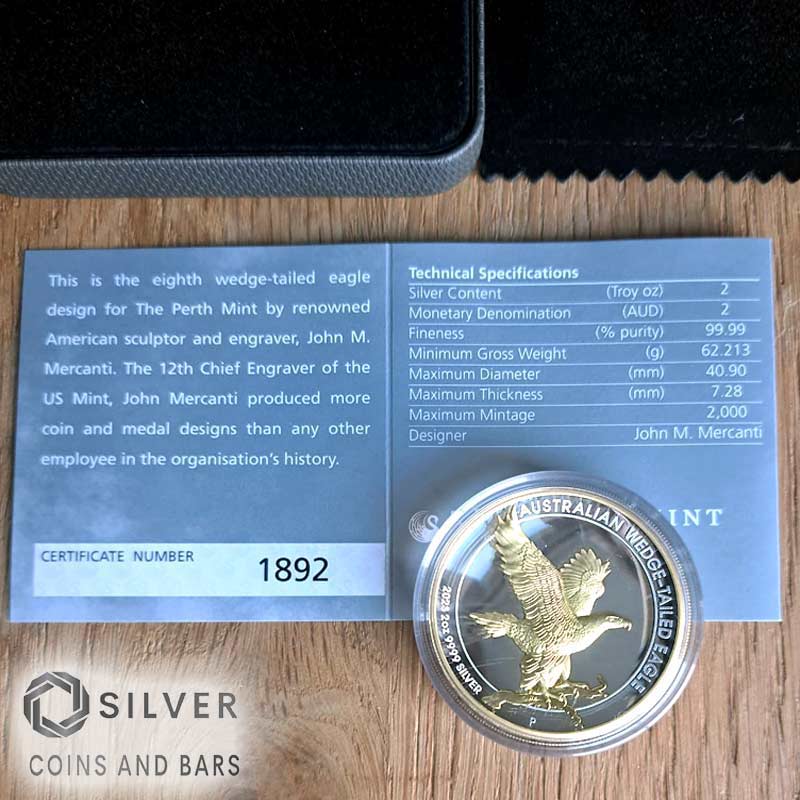 This is the eighth wedge-tailed eagle
design for The Perth Mint by renowned
American sculptor and engraver, John M.
Mercanti. The 12th Chief Engraver of the
US Mint, John Mercanti produced more
coin and medal designs than any other
employee in the organisation's history.
CERTIFICATE NUMBER 1892
Technical Specifications
Silver Content (Troy oz) 2
Monetary Denomination (AUD) 2
Fineness (% purity) 99.99
Minimum Gross Weight (g) 62.213
Maximum Diameter (mm) 40.90
Maximum Thickness (mm) 7.28
Maximum Mintage 2,000
Designer John M. Mercanti
AUSTRALIAN WEDGE-TAILED EAGLE
2023 2oz 9999 SILVER
P
SILVER
COINS AND BARS